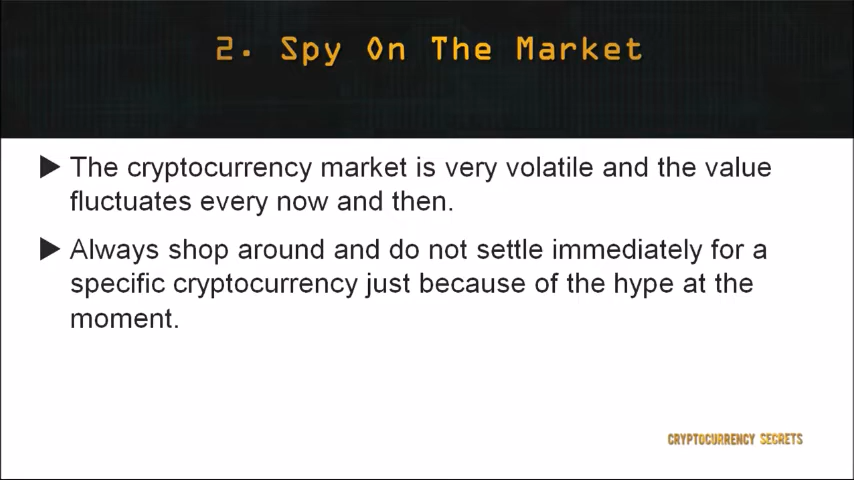 2. Spy On The Market
▶ The cryptocurrency market is very volatile and the value
fluctuates every now and then.
▶ Always shop around and do not settle immediately for a
specific cryptocurrency just because of the hype at the
moment.
CRYPTOCURRENCY SECRETS